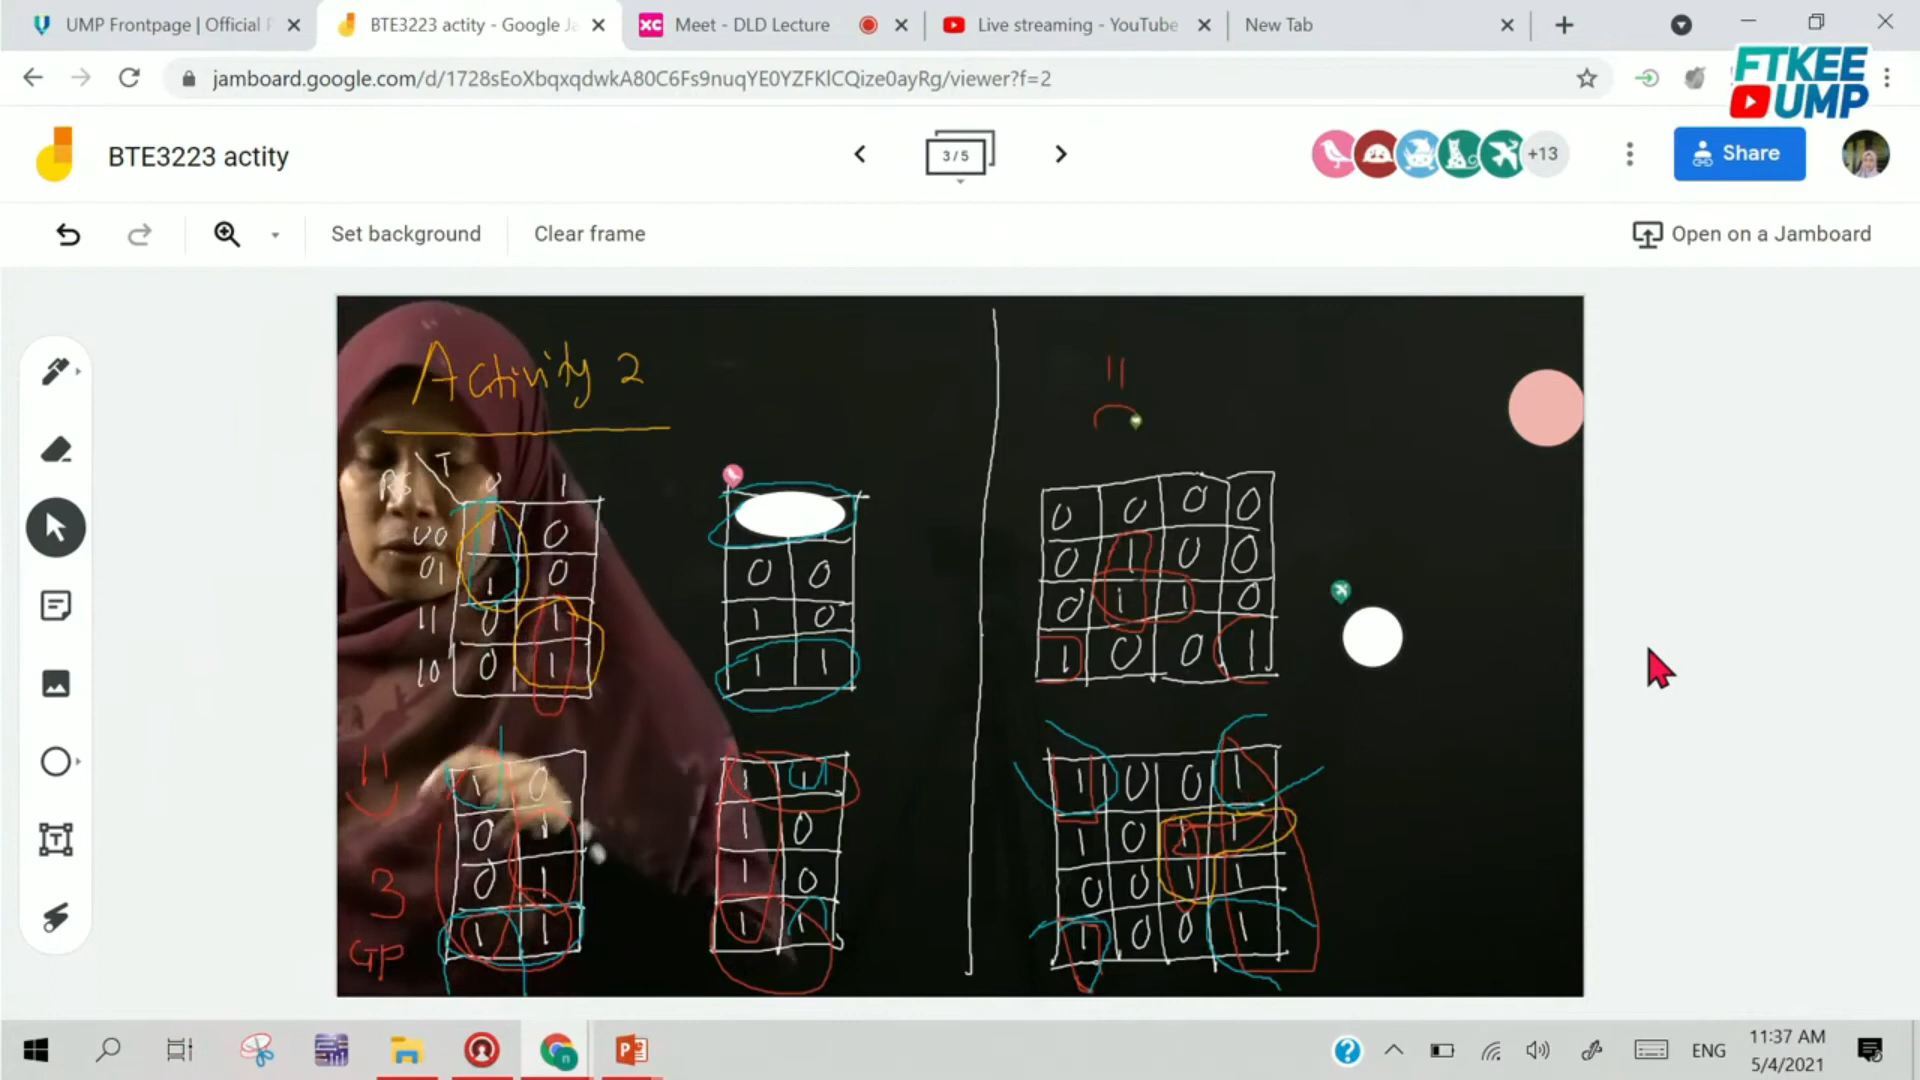 UMP Frontpage | Official P
BTE3223 actity - Google Ja
XC
Meet - DLD Lecture
Live streaming - YouTube
New Tab
jamboard.google.com/d/1728sEoXbqxqdwkA80C6Fs9nuqYE0YZFKlCQize0ayRg/viewer?f=2
FTKEE
UMP
BTE3223 actity
3 / 5
+13
Share
Set background
Clear frame
Open on a Jamboard
Activity 2
RS T
0 1
00 1 0
01 1 0
11 0 1
10 0 1
0 0
1 0
1 1
0 0 0 0
0 1 0 0
0 1 1 0
1 0 0 1
3
GP
1 0
0 1
0 1
1 1
1 1
1 0
1 0
1 1
1 0 0 1
1 0 1 1
0 0 1 1
1 0 0 1
ENG
11:37 AM
5/4/2021